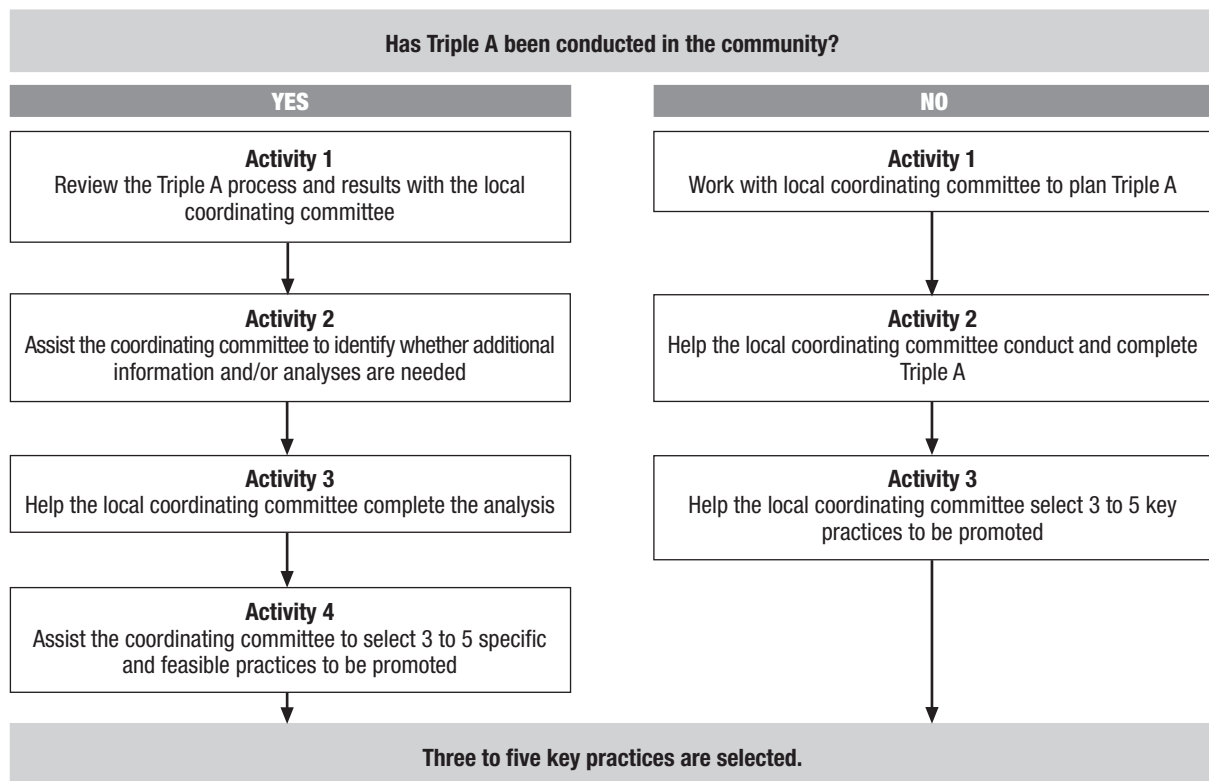 Has Triple A been conducted in the community?
YES
Activity 1
Review the Triple A process and results with the local
coordinating committee
Activity 2
Assist the coordinating committee to identify whether additional
information and/or analyses are needed
Activity 3
Help the local coordinating committee complete the analysis
Activity 4
Assist the coordinating committee to select 3 to 5 specific
and feasible practices to be promoted
NO
Activity 1
Work with local coordinating committee to plan Triple A
Activity 2
Help the local coordinating committee conduct and complete
Triple A
Activity 3
Help the local coordinating committee select 3 to 5 key
practices to be promoted
Three to five key practices are selected.